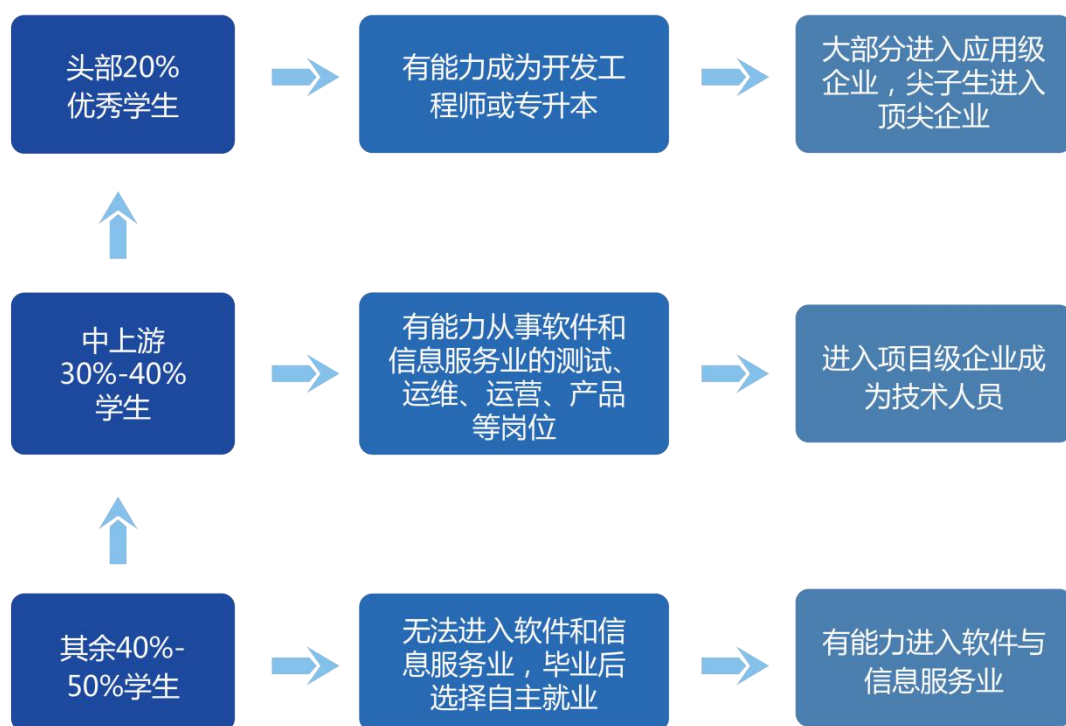 头部20%
优秀学生
有能力成为开发工
程师或专升本
大部分进入应用级
企业，尖子生进入
顶尖企业
中上游
30%-40%
学生
有能力从事软件和
信息服务业的测试、
运维、运营、产品
等岗位
进入项目级企业成
为技术人员
其余40%-
50%学生
无法进入软件和信
息服务业，毕业后
选择自主就业
有能力进入软件与
信息服务业